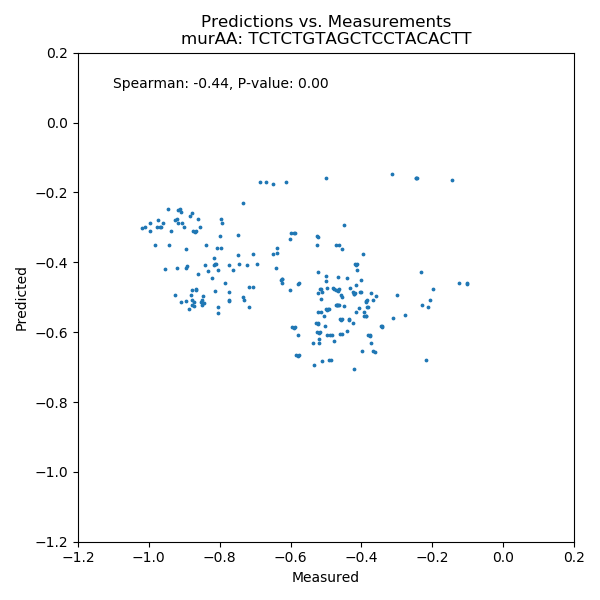 Predictions vs. Measurements
murAA: TCTCTGTAGCTCCTACACTT
Spearman: -0.44, P-value: 0.00
Predicted
0.2
0.0
−0.2
−0.4
−0.6
−0.8
−1.0
−1.2
−1.2 −1.0 −0.8 −0.6 −0.4 −0.2 0.0 0.2
Measured